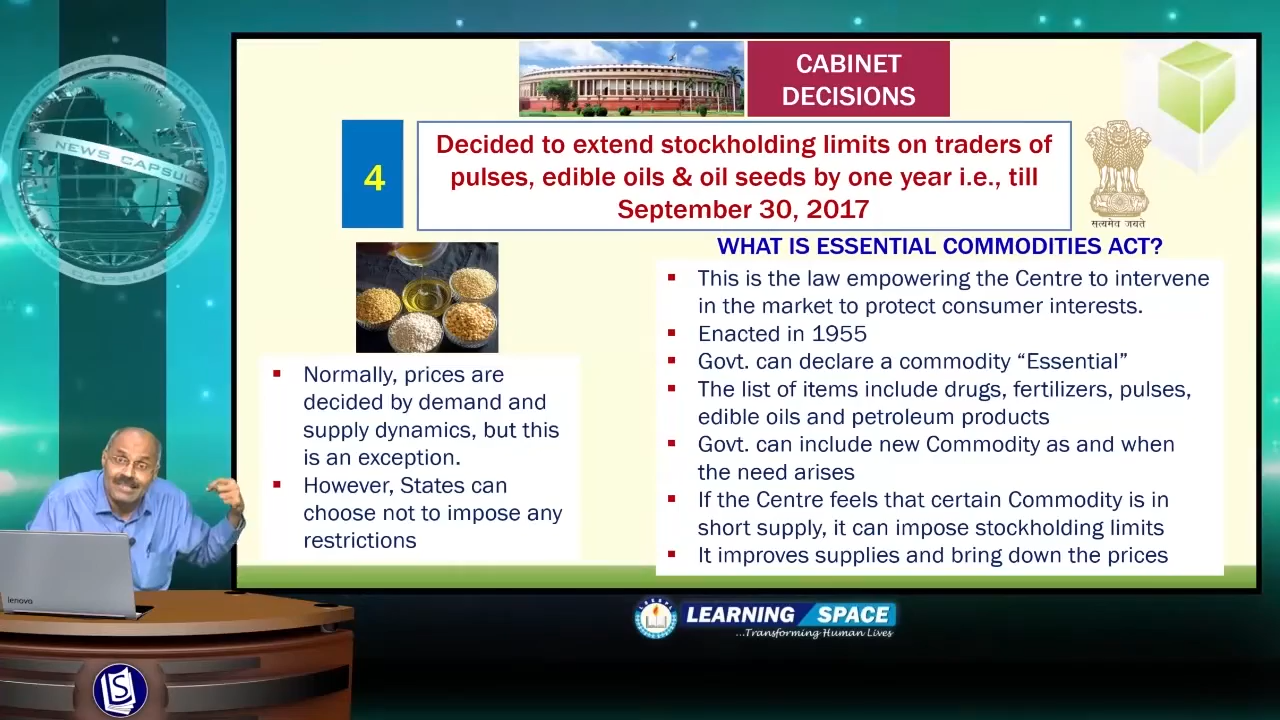 CABINET
DECISIONS
4
Decided to extend stockholding limits on traders of
pulses, edible oils & oil seeds by one year i.e., till
September 30, 2017
सत्यमेव जयते
NEWS CAPSULE
CAPSULE
WHAT IS ESSENTIAL COMMODITIES ACT?
▪ This is the law empowering the Centre to intervene
in the market to protect consumer interests.
▪ Enacted in 1955
▪ Govt. can declare a commodity “Essential”
▪ The list of items include drugs, fertilizers, pulses,
edible oils and petroleum products
▪ Govt. can include new Commodity as and when
the need arises
▪ If the Centre feels that certain Commodity is in
short supply, it can impose stockholding limits
▪ It improves supplies and bring down the prices
▪ Normally, prices are
decided by demand and
supply dynamics, but this
is an exception.
▪ However, States can
choose not to impose any
restrictions
lenovo
LEARNING SPACE
...Transforming Human Lives
LS